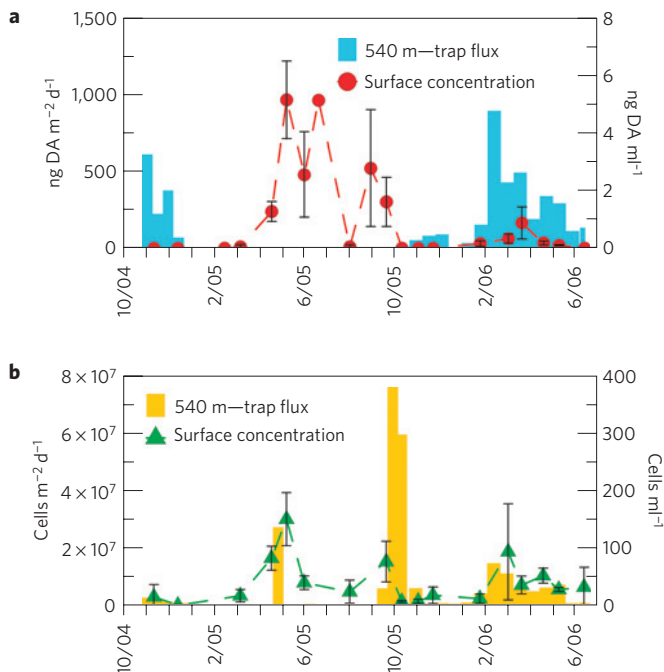 a
1,500
1,000
500
0
ng DA m⁻² d⁻¹
8
6
4
2
0
ng DA ml⁻¹
540 m—trap flux
Surface concentration
10/04
2/05
6/05
10/05
2/06
6/06
b
8 × 10⁷
6 × 10⁷
4 × 10⁷
2 × 10⁷
0
Cells m⁻² d⁻¹
400
300
200
100
0
Cells ml⁻¹
540 m—trap flux
Surface concentration
10/04
2/05
6/05
10/05
2/06
6/06